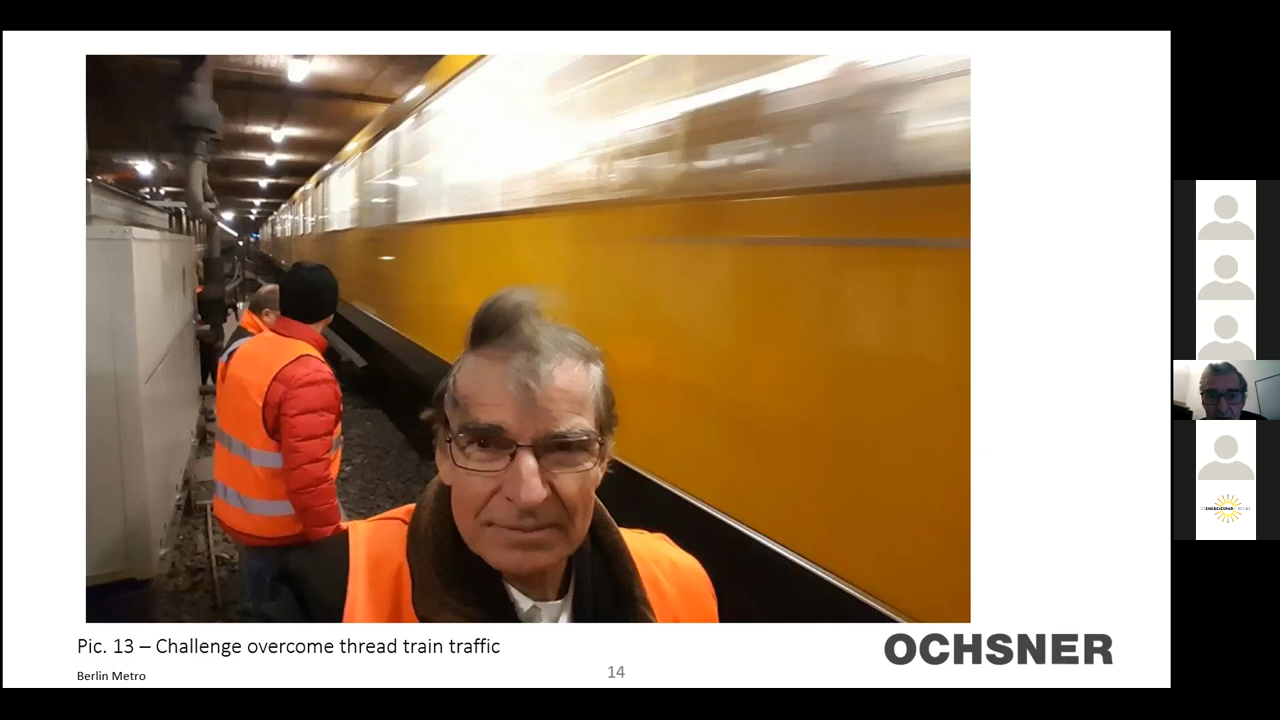 Pic. 13 – Challenge overcome thread train traffic
OCHSNER
Berlin Metro
14